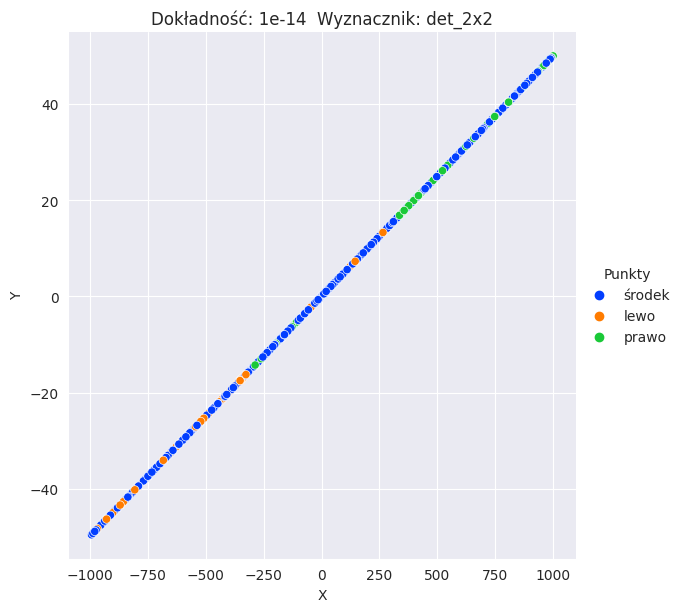 Dokładność: 1e-14  Wyznacznik: det_2x2
40
20
0
−20
−40
Y
−1000
−750
−500
−250
0
250
500
750
1000
X
Punkty
środek
lewo
prawo